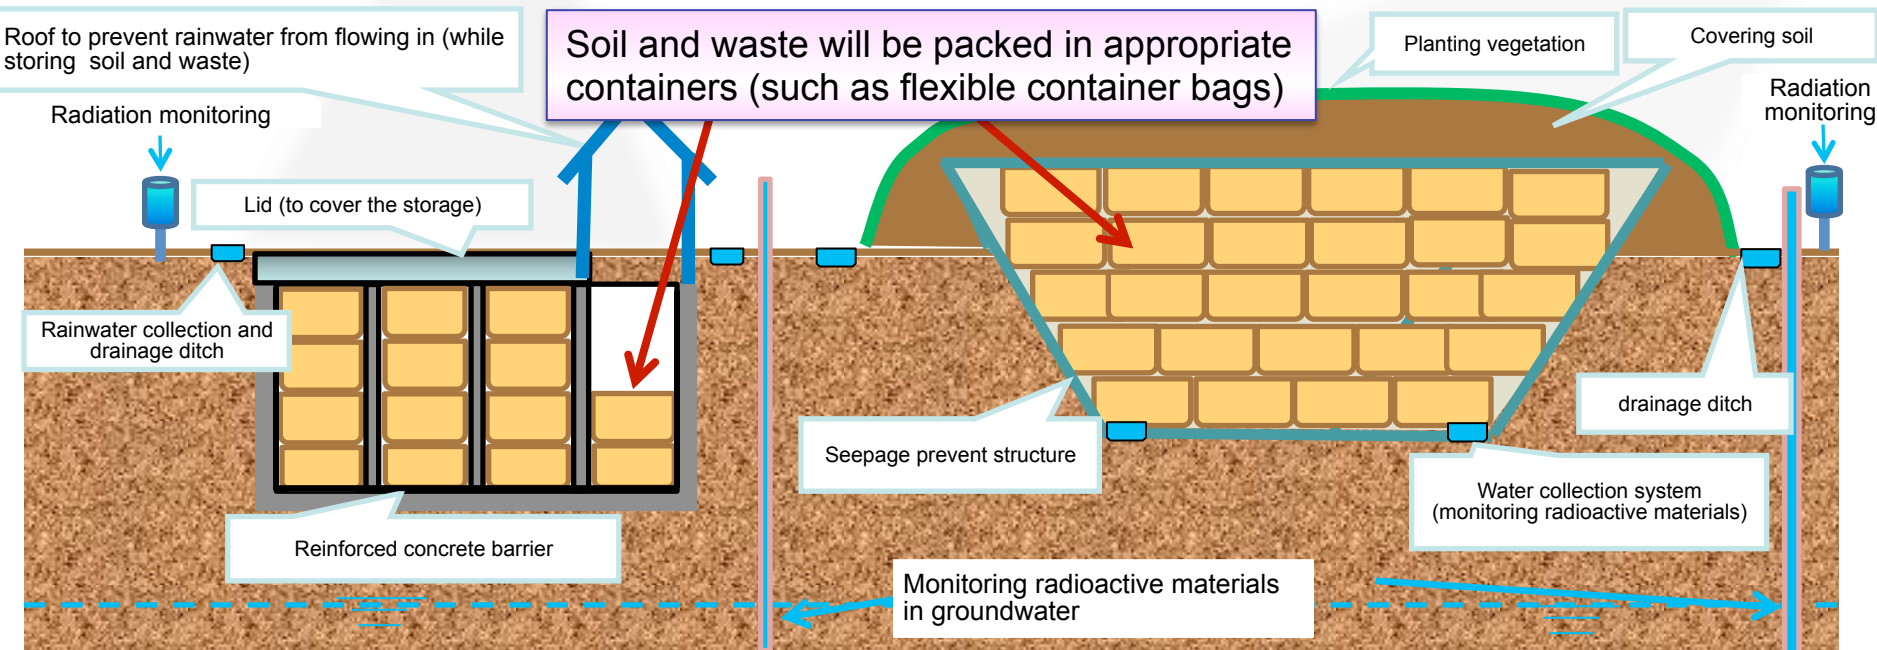 Roof to prevent rainwater from flowing in (while
storing  soil and waste)
Soil and waste will be packed in appropriate
containers (such as flexible container bags)
Planting vegetation
Covering soil
Radiation monitoring
Radiation
monitoring
Lid (to cover the storage)
Rainwater collection and
drainage ditch
drainage ditch
Seepage prevent structure
Water collection system
(monitoring radioactive materials)
Reinforced concrete barrier
Monitoring radioactive materials
in groundwater